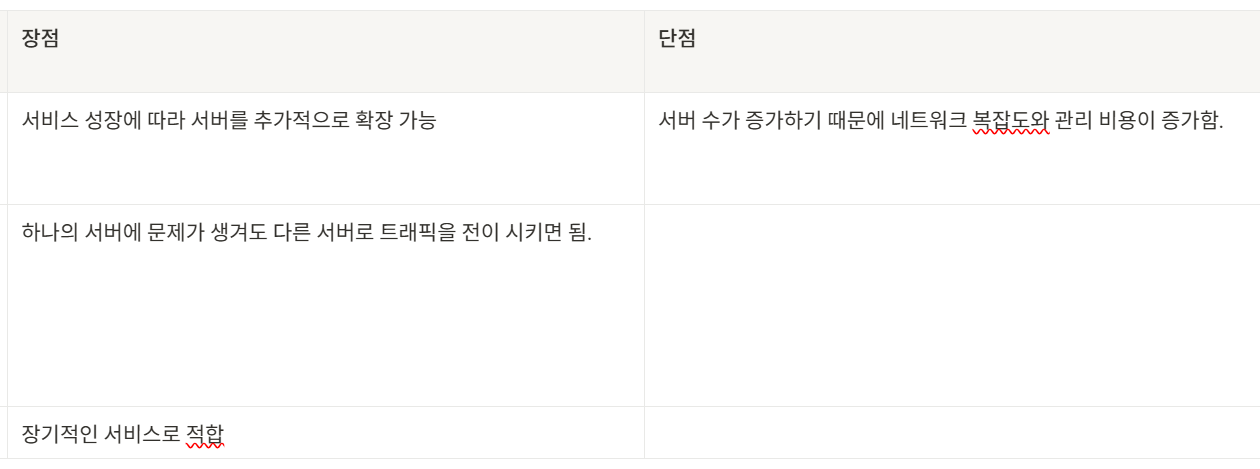 장점
단점
서비스 성장에 따라 서버를 추가적으로 확장 가능
서버 수가 증가하기 때문에 네트워크 복잡도와 관리 비용이 증가함.
하나의 서버에 문제가 생겨도 다른 서버로 트래픽을 전이 시키면 됨.
장기적인 서비스로 적합